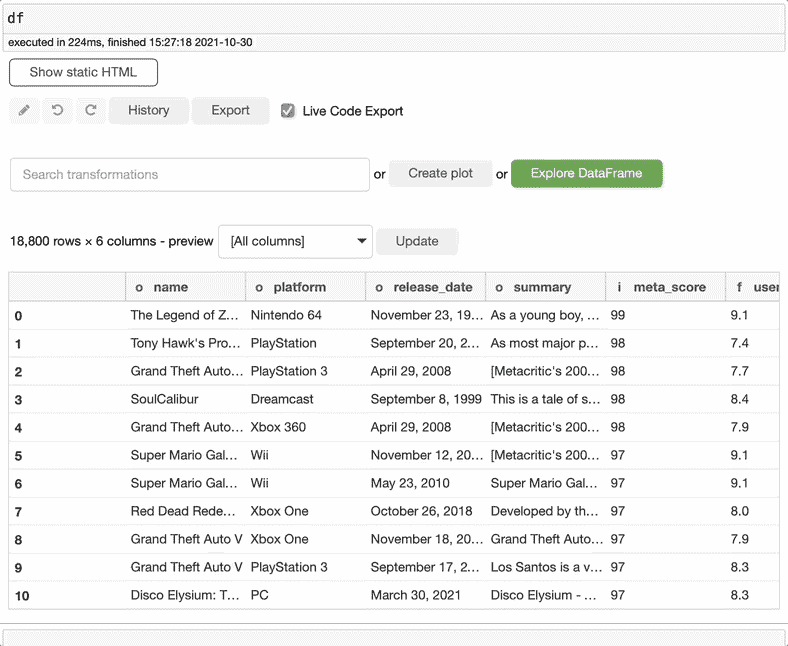 df
executed in 224ms, finished 15:27:18 2021-10-30
Show static HTML
History Export Live Code Export
Search transformations or Create plot or Explore DataFrame
18,800 rows × 6 columns - preview [All columns] Update
o name o platform o release_date o summary i meta_score f user
0 The Legend of Z... Nintendo 64 November 23, 19... As a young boy, ... 99 9.1
1 Tony Hawk's Pro... PlayStation September 20, 2... As most major p... 98 7.4
2 Grand Theft Auto... PlayStation 3 April 29, 2008 [Metacritic's 200... 98 7.7
3 SoulCalibur Dreamcast September 8, 1999 This is a tale of s... 98 8.4
4 Grand Theft Auto... Xbox 360 April 29, 2008 [Metacritic's 200... 98 7.9
5 Super Mario Gal... Wii November 12, 20... [Metacritic's 200... 97 9.1
6 Super Mario Gal... Wii May 23, 2010 Super Mario Gal... 97 9.1
7 Red Dead Rede... Xbox One October 26, 2018 Developed by th... 97 8.0
8 Grand Theft Auto V Xbox One November 18, 20... Grand Theft Auto... 97 7.9
9 Grand Theft Auto V PlayStation 3 September 17, 2... Los Santos is a v... 97 8.3
10 Disco Elysium: T... PC March 30, 2021 Disco Elysium - ... 97 8.3